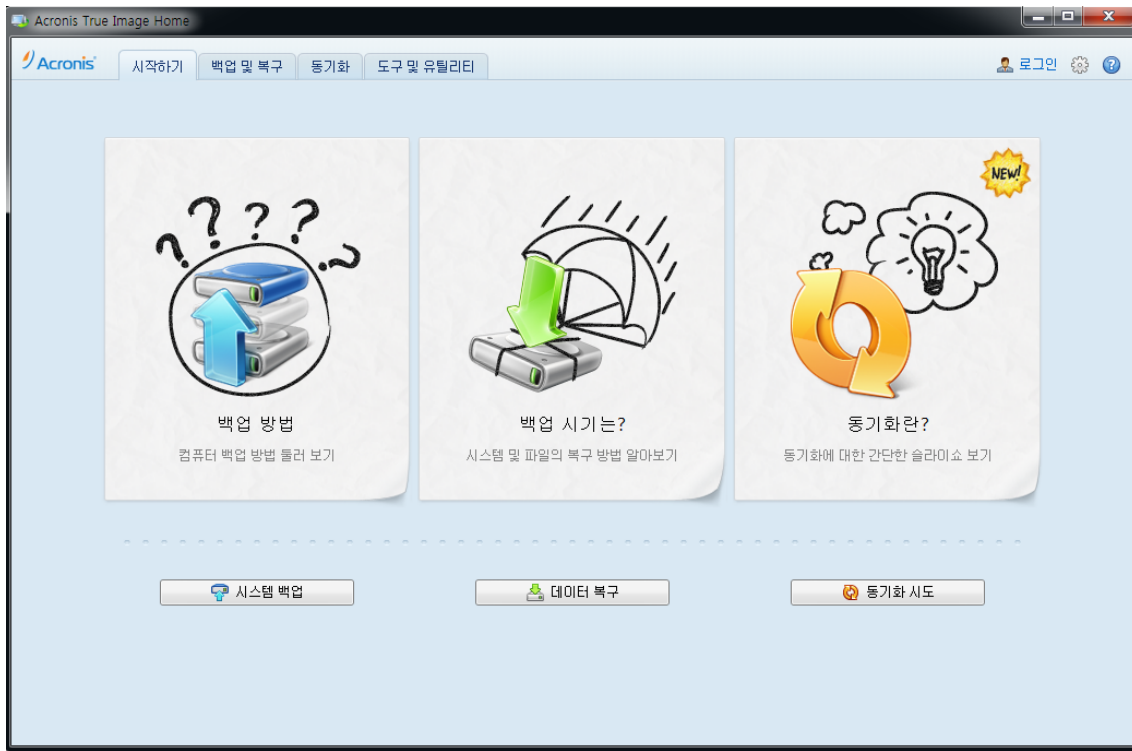 Acronis True Image Home
Acronis
시작하기
백업 및 복구
동기화
도구 및 유틸리티
로그인
NEW!
백업 방법
컴퓨터 백업 방법 둘러 보기
백업 시기는?
시스템 및 파일의 복구 방법 알아보기
동기화란?
동기화에 대한 간단한 슬라이쇼 보기
시스템 백업
데이터 복구
동기화 시도